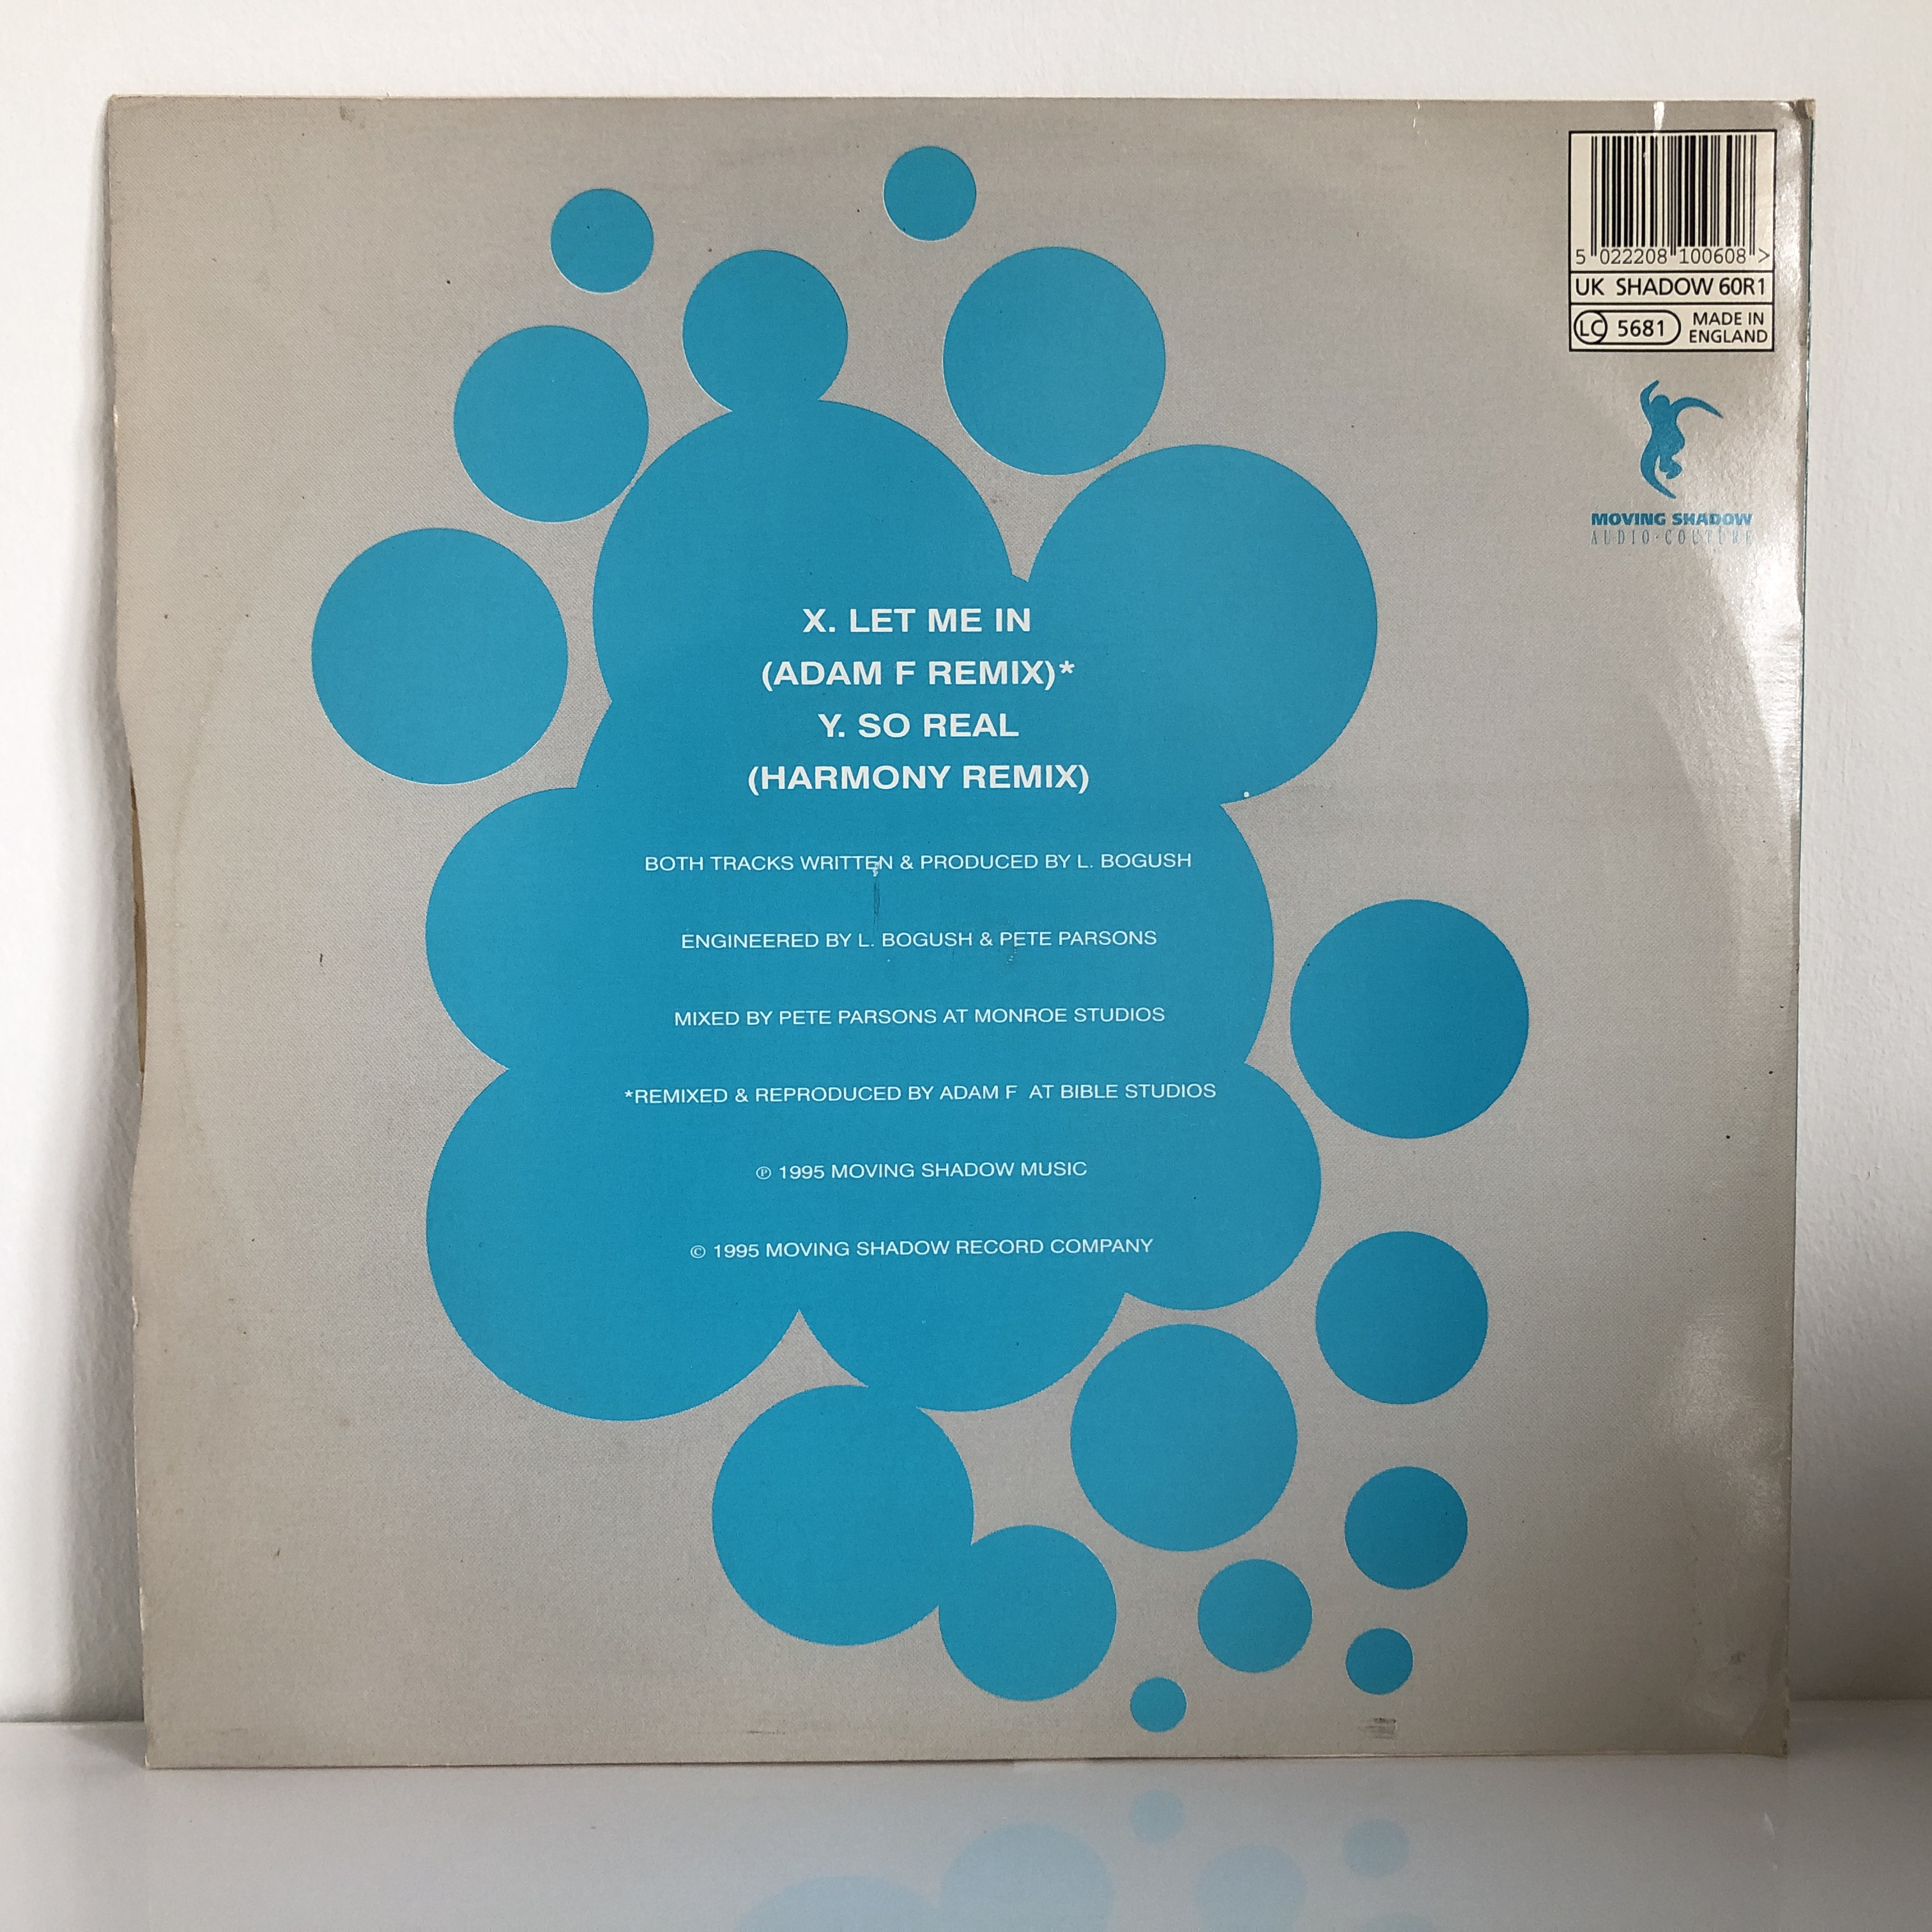 5 022208 100608 >
UK SHADOW 60R1
LC 5681 MADE IN
ENGLAND
MOVING SHADOW
AUDIO·COUTURE
X. LET ME IN
(ADAM F REMIX)*
Y. SO REAL
(HARMONY REMIX)
BOTH TRACKS WRITTEN & PRODUCED BY L. BOGUSH
ENGINEERED BY L. BOGUSH & PETE PARSONS
MIXED BY PETE PARSONS AT MONROE STUDIOS
*REMIXED & REPRODUCED BY ADAM F AT BIBLE STUDIOS
℗ 1995 MOVING SHADOW MUSIC
© 1995 MOVING SHADOW RECORD COMPANY